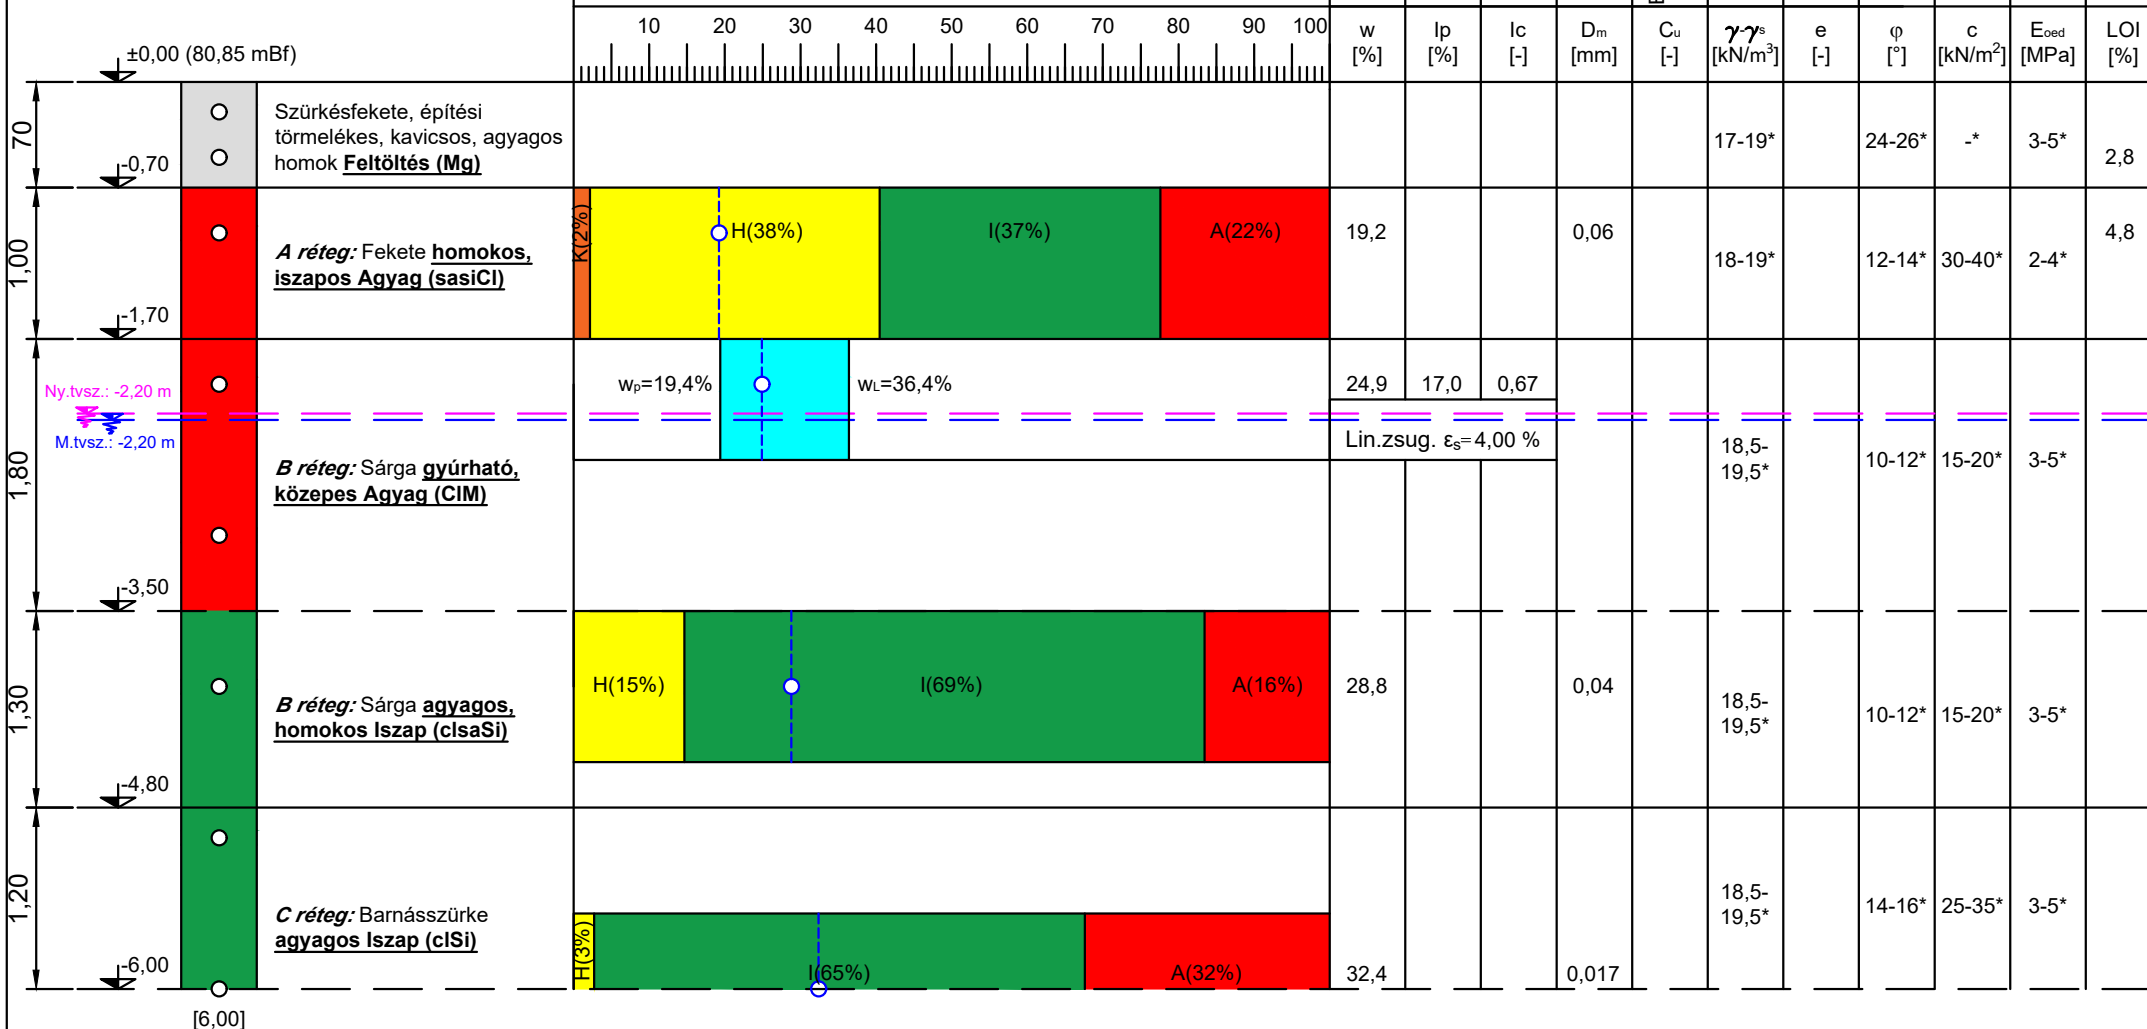 10 20 30 40 50 60 70 80 90 100
w Ip Ic Dm Cu γ-γs e φ c Eoed LOI
[%] [%] [-] [mm] [-] [kN/m³] [-] [°] [kN/m²] [MPa] [%]
±0,00 (80,85 mBf)
70
-0,70
Szürkésfekete, építési
törmelékes, kavicsos, agyagos
homok Feltöltés (Mg)
17-19* 24-26* -* 3-5* 2,8
1,00
-1,70
A réteg: Fekete homokos,
iszapos Agyag (sasiCl)
K(2%) H(38%) I(37%) A(22%)
19,2 0,06 4,8
18-19* 12-14* 30-40* 2-4*
1,80
Ny.tvsz.: -2,20 m
M.tvsz.: -2,20 m
-3,50
B réteg: Sárga gyúrható,
közepes Agyag (ClM)
wp=19,4% wL=36,4%
24,9 17,0 0,67
Lin.zsug. εs=4,00 %
18,5-
19,5*
10-12* 15-20* 3-5*
1,30
-4,80
B réteg: Sárga agyagos,
homokos Iszap (clsaSi)
H(15%) I(69%) A(16%)
28,8 0,04
18,5-
19,5*
10-12* 15-20* 3-5*
1,20
-6,00
C réteg: Barnásszürke
agyagos Iszap (clSi)
H(3%) I(65%) A(32%)
32,4 0,017
18,5-
19,5*
14-16* 25-35* 3-5*
[6,00]